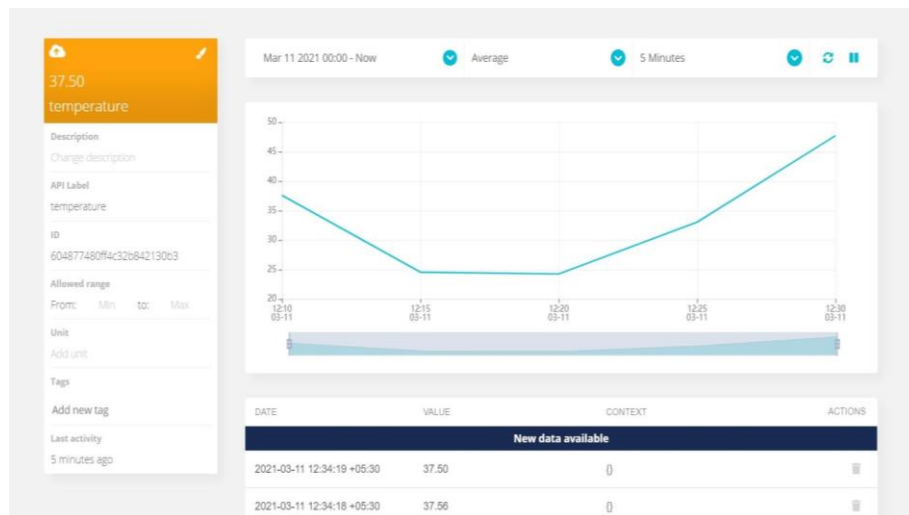 37.50
temperature
Description
Change description
API Label
temperature
ID
604877480ff4c32b842130b3
Allowed range
From: Min to: Max
Unit
Add unit
Tags
Add new tag
Last activity
5 minutes ago
Mar 11 2021 00:00 - Now Average 5 Minutes
50
45
40
35
30
25
20
12:10 12:15 12:20 12:25 12:30
03-11 03-11 03-11 03-11 03-11
DATE VALUE CONTEXT ACTIONS
New data available
2021-03-11 12:34:19 +05:30 37.50 {}
2021-03-11 12:34:18 +05:30 37.56 {}